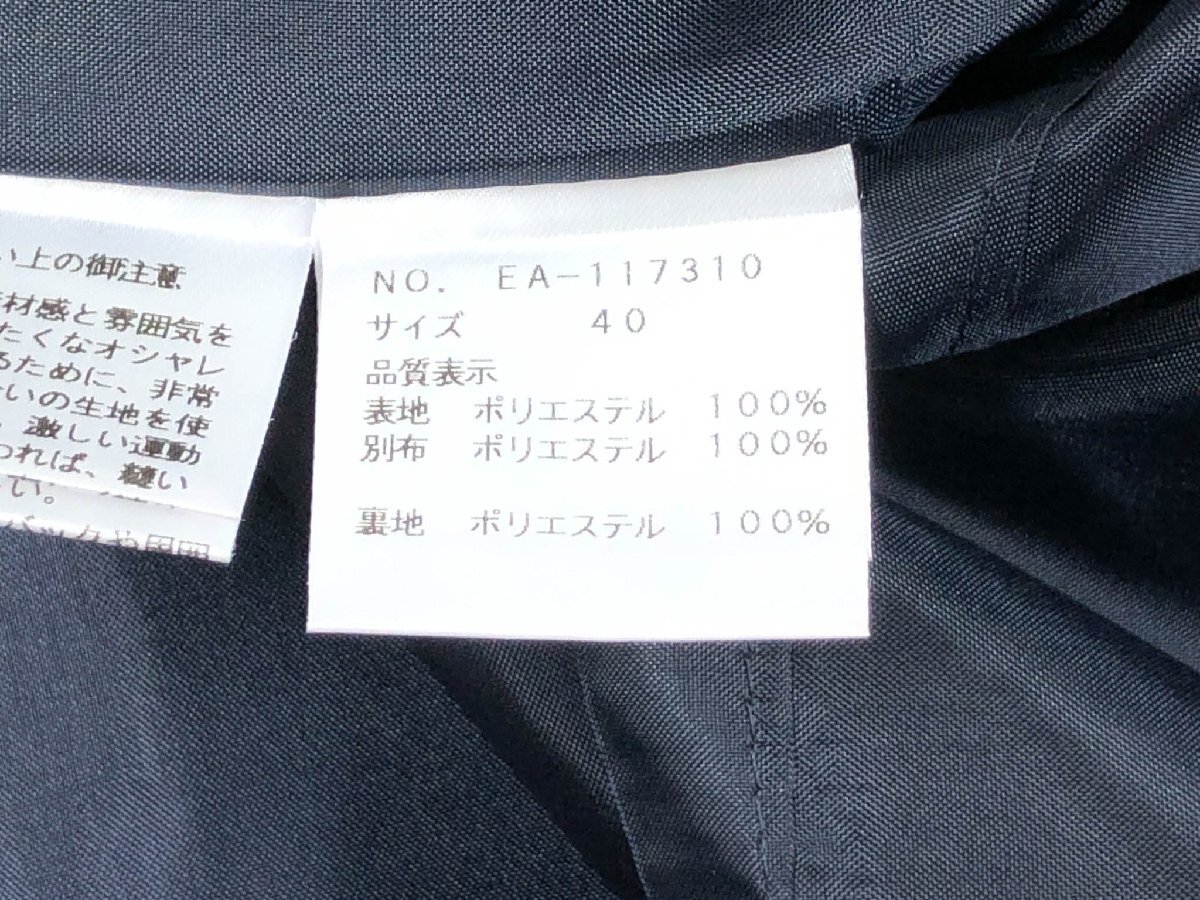 い上の御注意
素材感と雰囲気を
たくなオシャレ
るために、非常
いの生地を使
、激しい運動
われば、縫い
さい。
NO. EA-117310
サイズ 40
品質表示
表地 ポリエステル 100%
別布 ポリエステル 100%
裏地 ポリエステル 100%